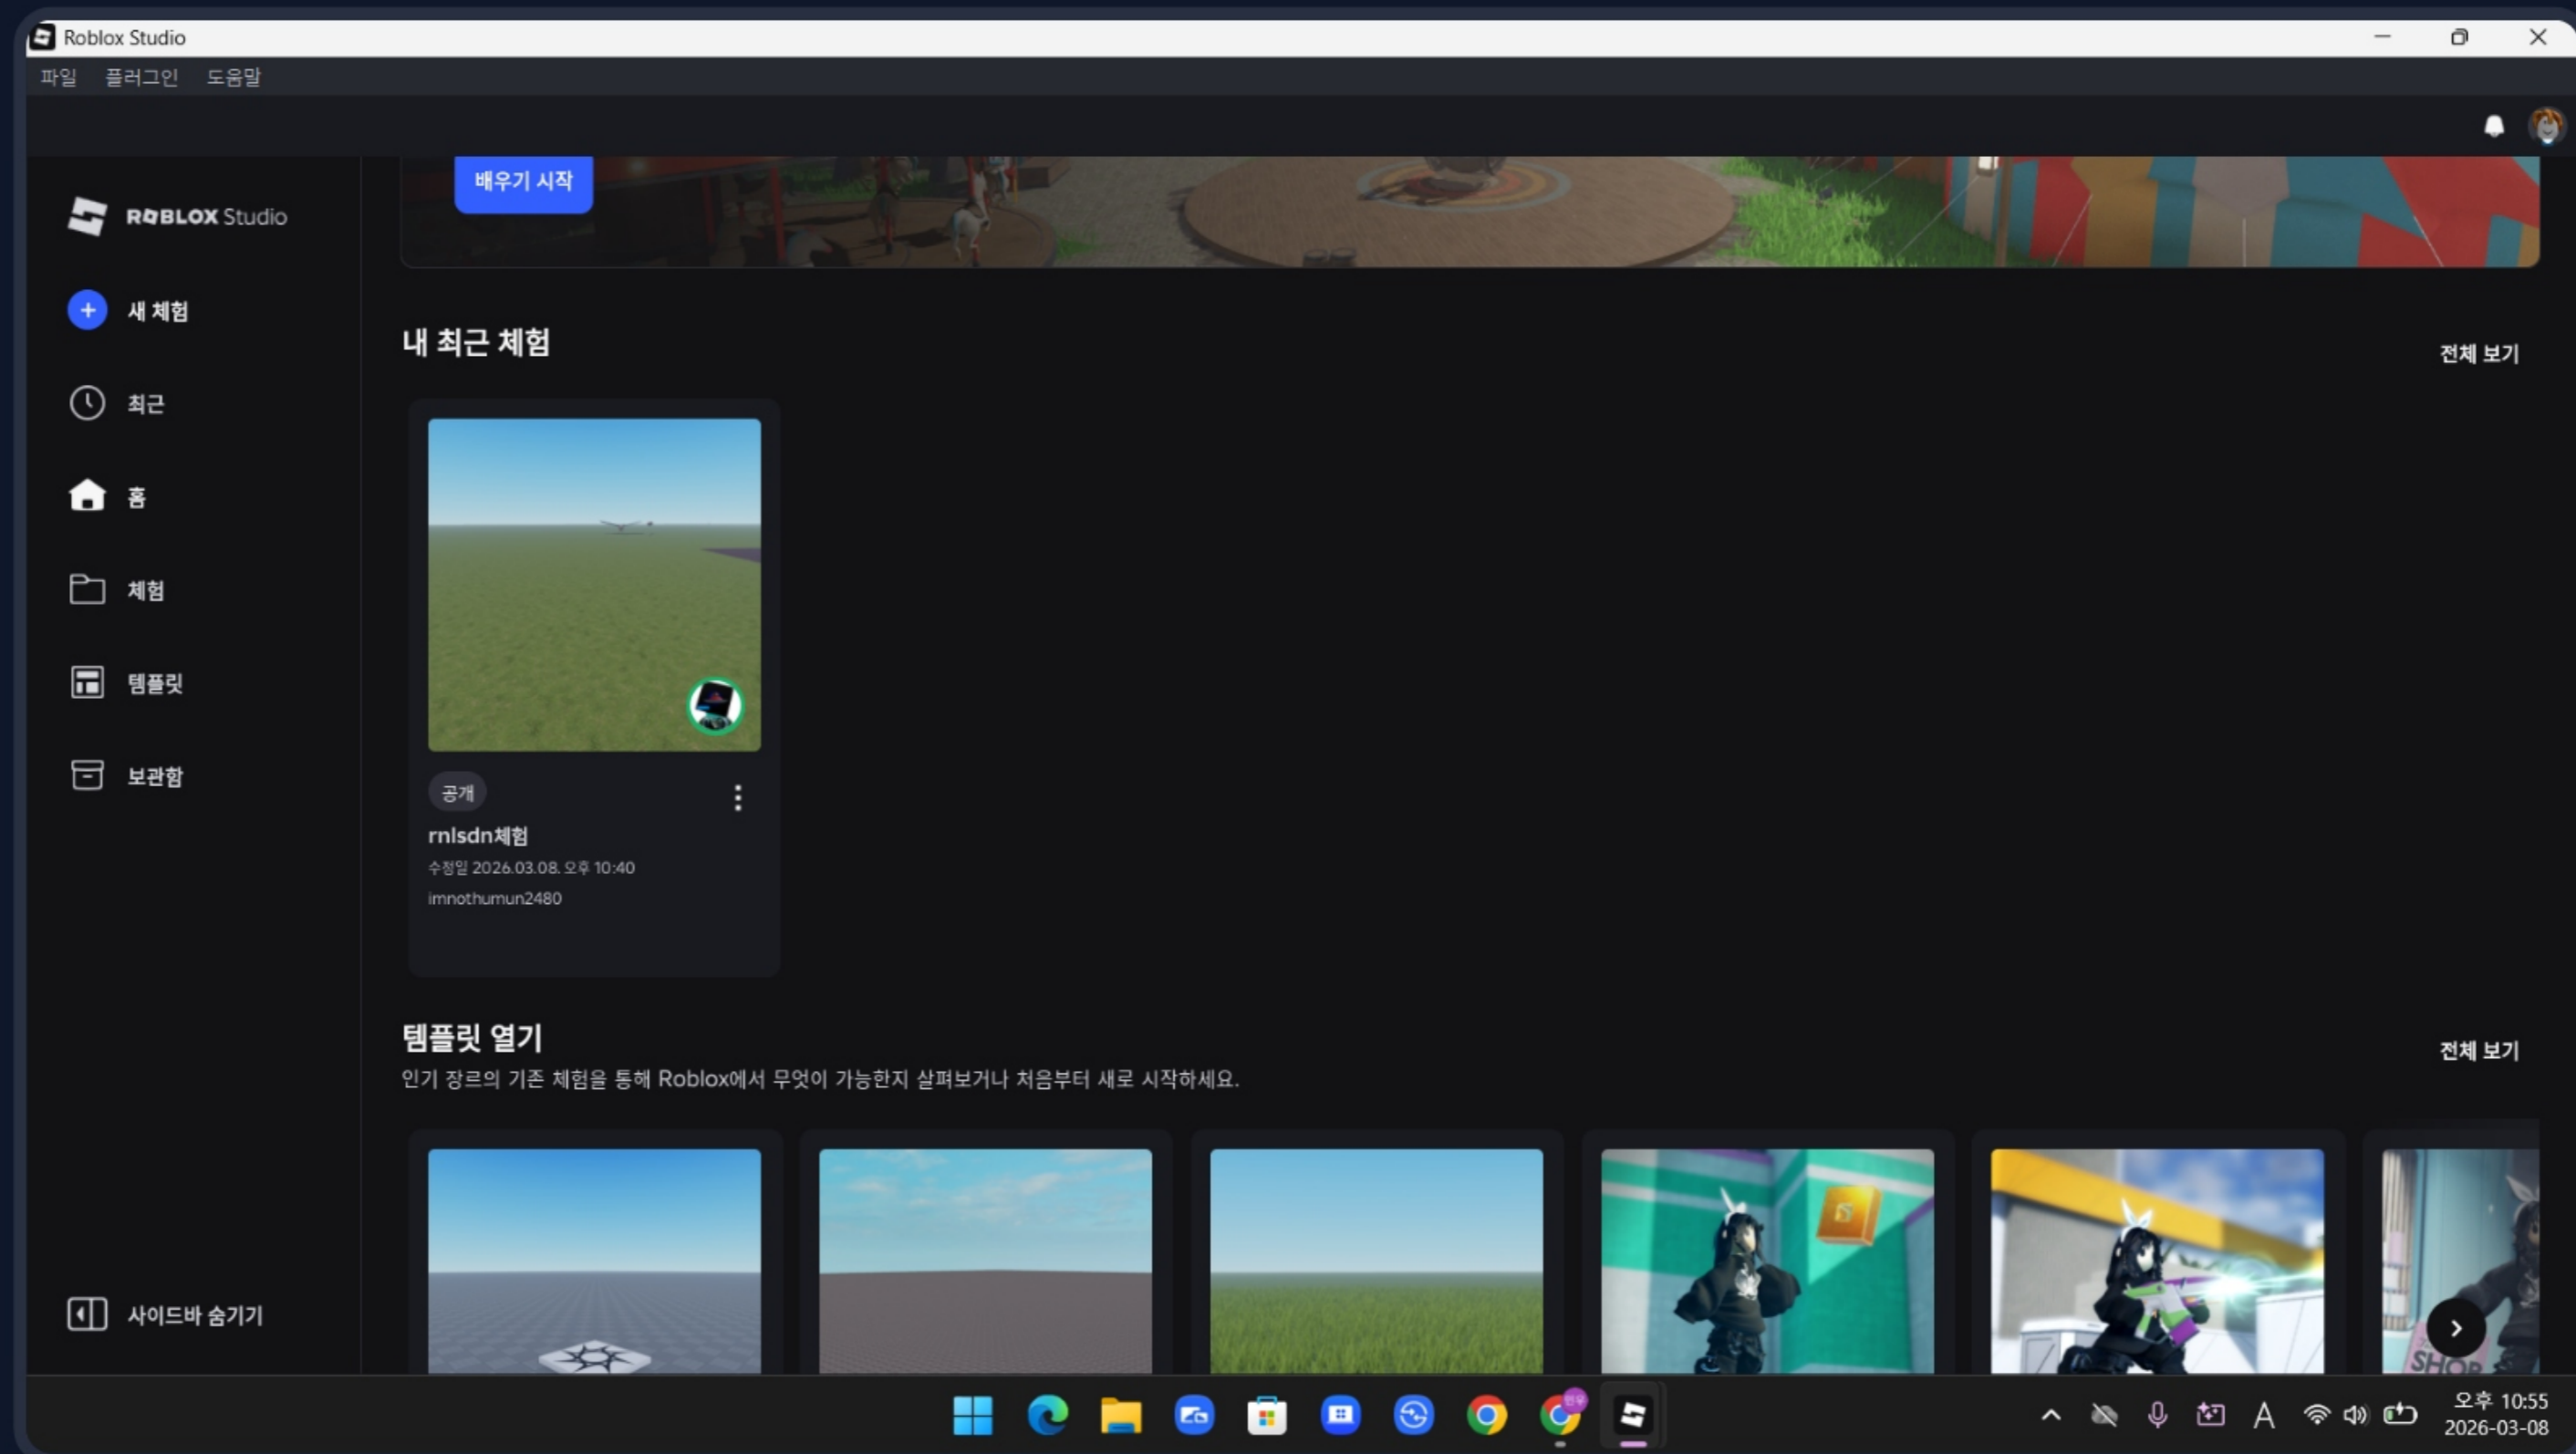 Roblox Studio
파일 플러그인 도움말
배우기 시작
ROBLOX Studio
새 체험
최근
홈
체험
템플릿
보관함
사이드바 숨기기
내 최근 체험
전체 보기
공개
rnlsdn체험
수정일 2026.03.08. 오후 10:40
imnothumun2480
템플릿 열기
전체 보기
인기 장르의 기존 체험을 통해 Roblox에서 무엇이 가능한지 살펴보거나 처음부터 새로 시작하세요.
SHOP
A
오후 10:55
2026-03-08